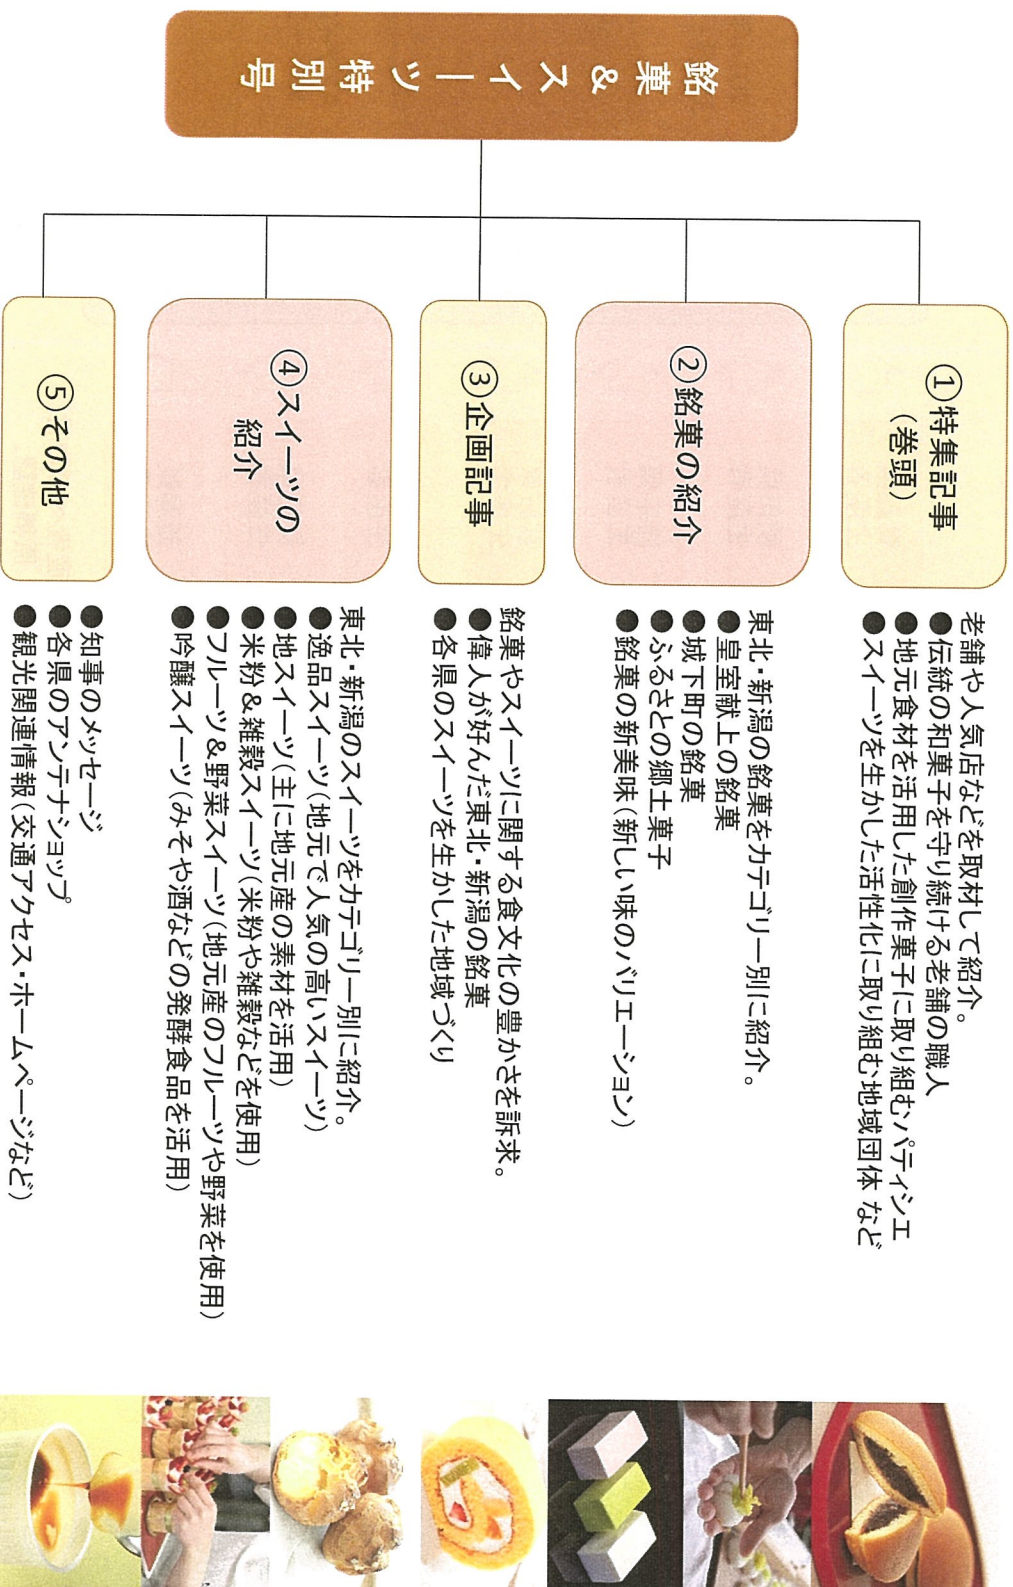 銘菓&スイーツ特別号
①特集記事
(巻頭)
老舗や人気店などを取材して紹介。
●伝統の和菓子を守り続ける老舗の職人
●地元食材を活用した創作菓子に取り組むパティシエ
●スイーツを生かした活性化に取り組む地域団体 など
②銘菓の紹介
東北・新潟の銘菓をカテゴリー別に紹介。
●皇室献上の銘菓
●城下町の銘菓
●ふるさとの郷土菓子
●銘菓の新美味(新しい味のバリエーション)
③企画記事
銘菓やスイーツに関する食文化の豊かさを訴求。
●偉人が好んだ東北・新潟の銘菓
●各県のスイーツを生かした地域づくり
④スイーツの
紹介
東北・新潟のスイーツをカテゴリー別に紹介。
●逸品スイーツ(地元で人気の高いスイーツ)
●地スイーツ(主に地元産の素材を活用)
●米粉&雑穀スイーツ(米粉や雑穀などを使用)
●フルーツ&野菜スイーツ(地元産のフルーツや野菜を使用)
●吟醸スイーツ(みそや酒などの発酵食品を活用)
⑤その他
●知事のメッセージ
●各県のアンテナショップ
●観光関連情報(交通アクセス・ホームページなど)